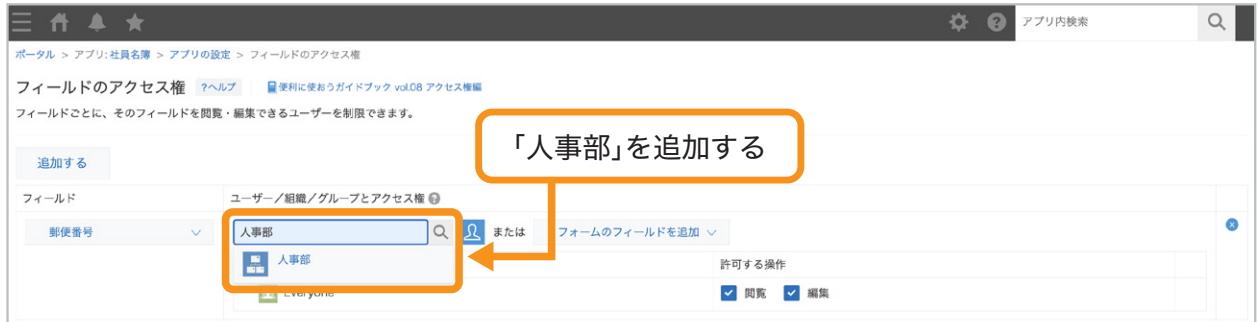 アプリ内検索
ポータル > アプリ: 社員名簿 > アプリの設定 > フィールドのアクセス権
フィールドのアクセス権 ?ヘルプ 便利に使おうガイドブック vol.08 アクセス権編
フィールドごとに、そのフィールドを閲覧・編集できるユーザーを制限できます。
「人事部」を追加する
追加する
フィールド ユーザー／組織／グループとアクセス権
郵便番号 人事部 または フォームのフィールドを追加
人事部
許可する操作
Everyone 閲覧 編集